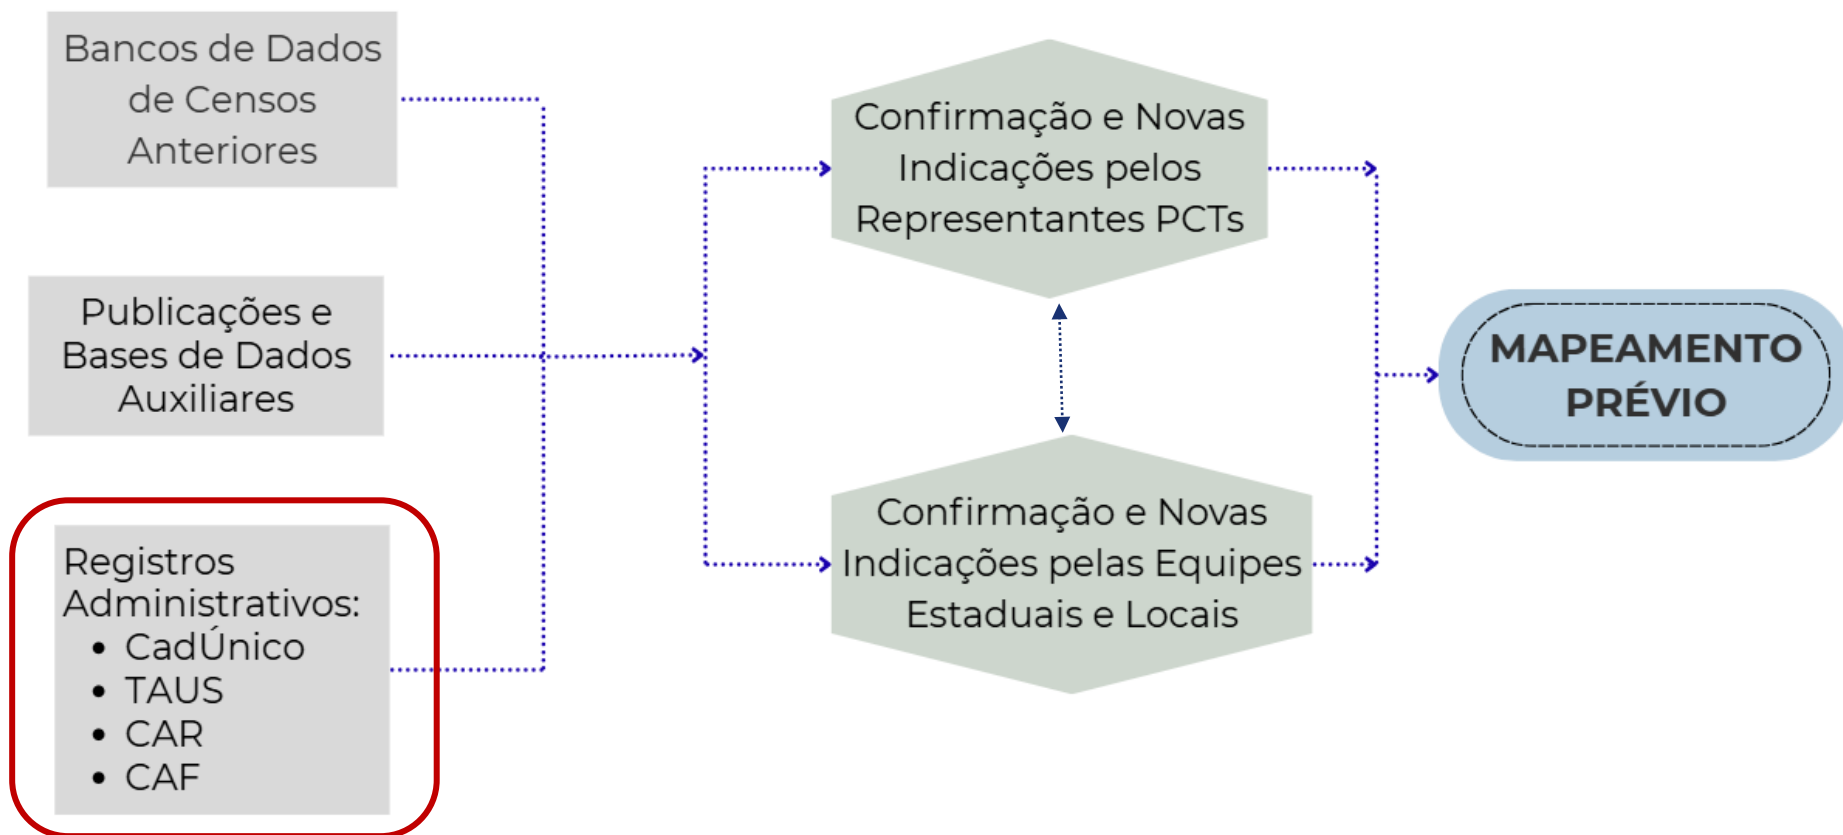 Bancos de Dados
de Censos
Anteriores
Publicações e
Bases de Dados
Auxiliares
Registros
Administrativos:
• CadÚnico
• TAUS
• CAR
• CAF
Confirmação e Novas
Indicações pelos
Representantes PCTs
Confirmação e Novas
Indicações pelas Equipes
Estaduais e Locais
MAPEAMENTO
PRÉVIO